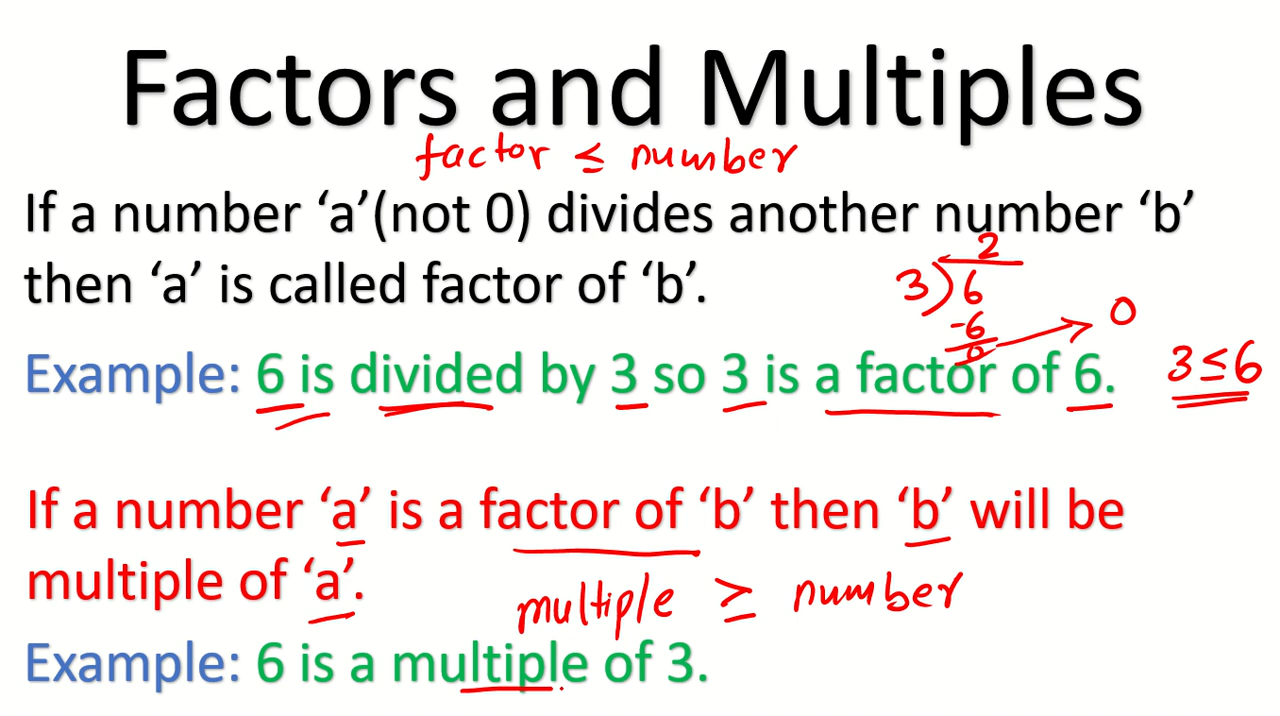 Factors and Multiples
factor ≤ number
If a number ‘a’(not 0) divides another number ‘b’
then ‘a’ is called factor of ‘b’.
2
3) 6
-6
0 → 0
Example: 6 is divided by 3 so 3 is a factor of 6.
3 ≤ 6
If a number ‘a’ is a factor of ‘b’ then ‘b’ will be
multiple of ‘a’.
multiple ≥ number
Example: 6 is a multiple of 3.